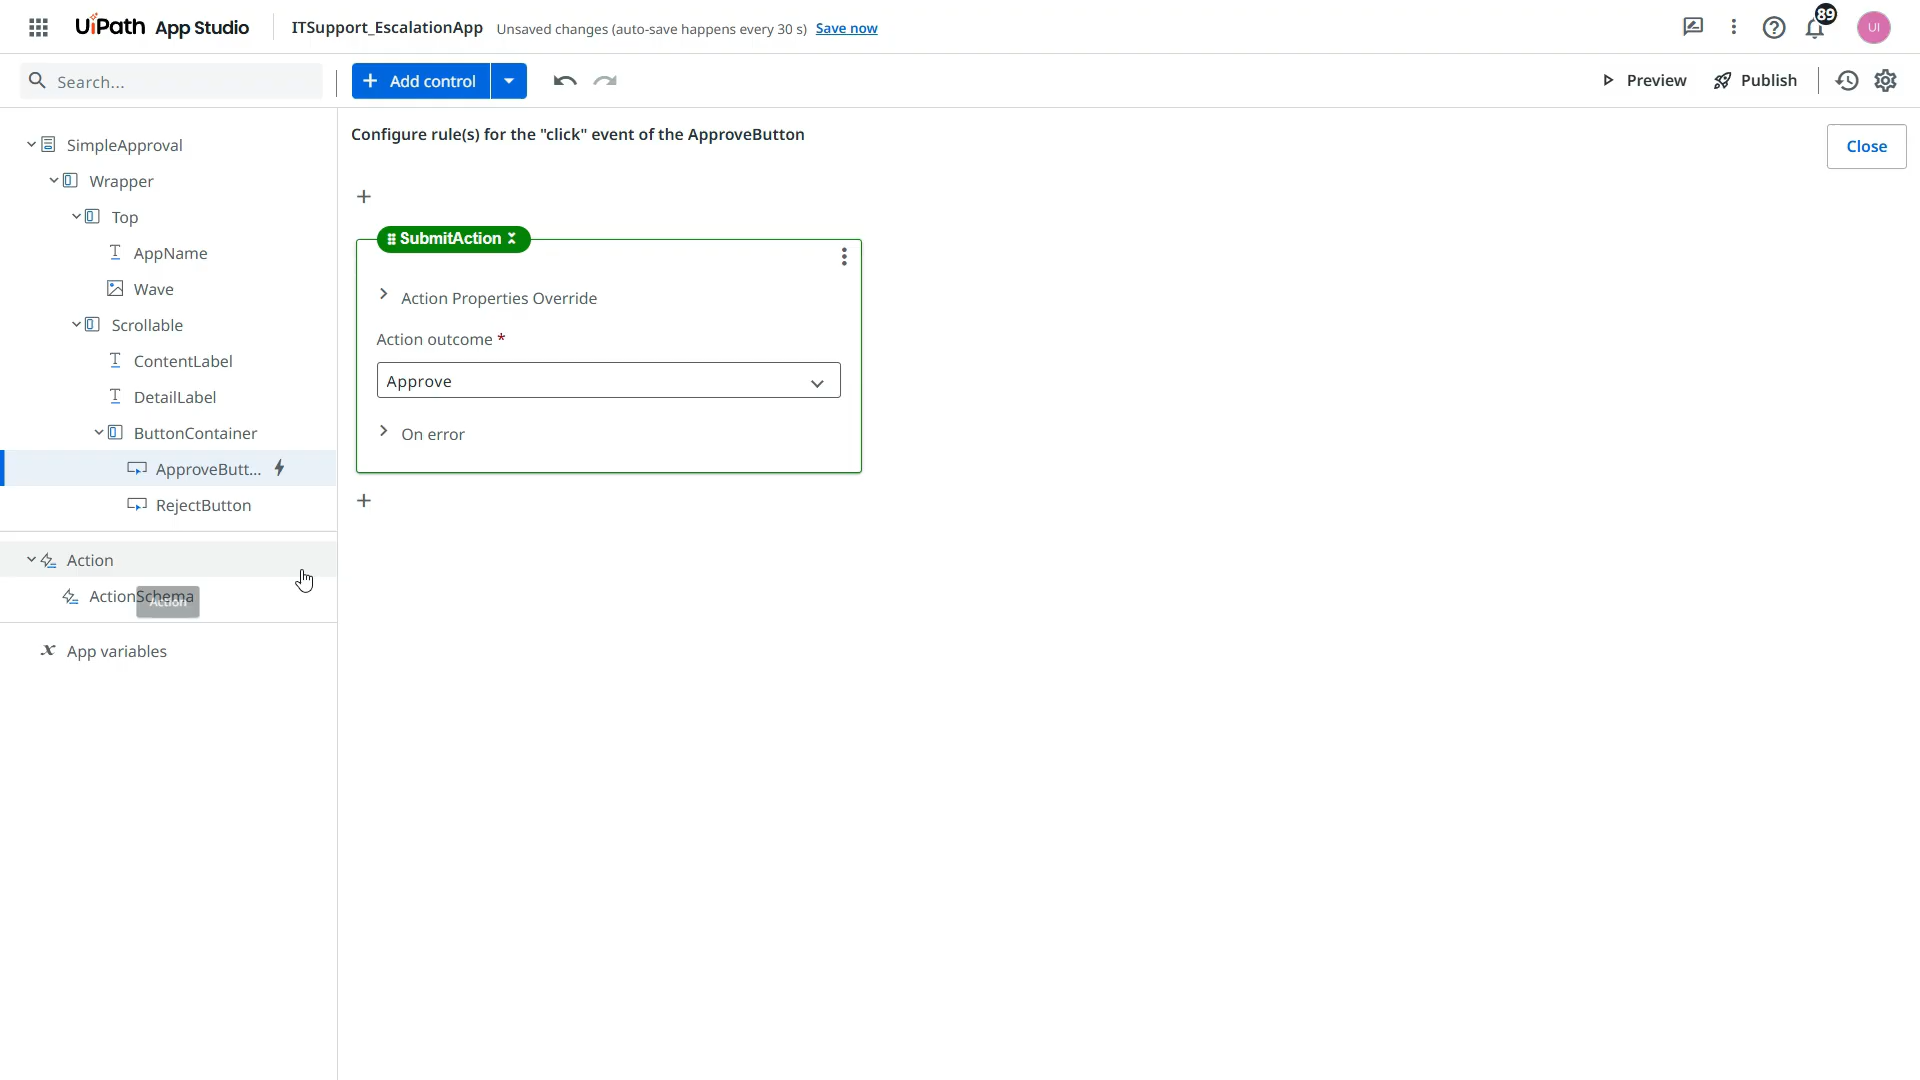 UiPath App Studio
ITSupport_EscalationApp
Unsaved changes (auto-save happens every 30 s) Save now
89
UI
Search...
Add control
Preview
Publish
SimpleApproval
Wrapper
Top
AppName
Wave
Scrollable
ContentLabel
DetailLabel
ButtonContainer
ApproveButt...
RejectButton
Action
ActionSchema
Action
App variables
Configure rule(s) for the "click" event of the ApproveButton
Close
SubmitAction
Action Properties Override
Action outcome *
Approve
On error